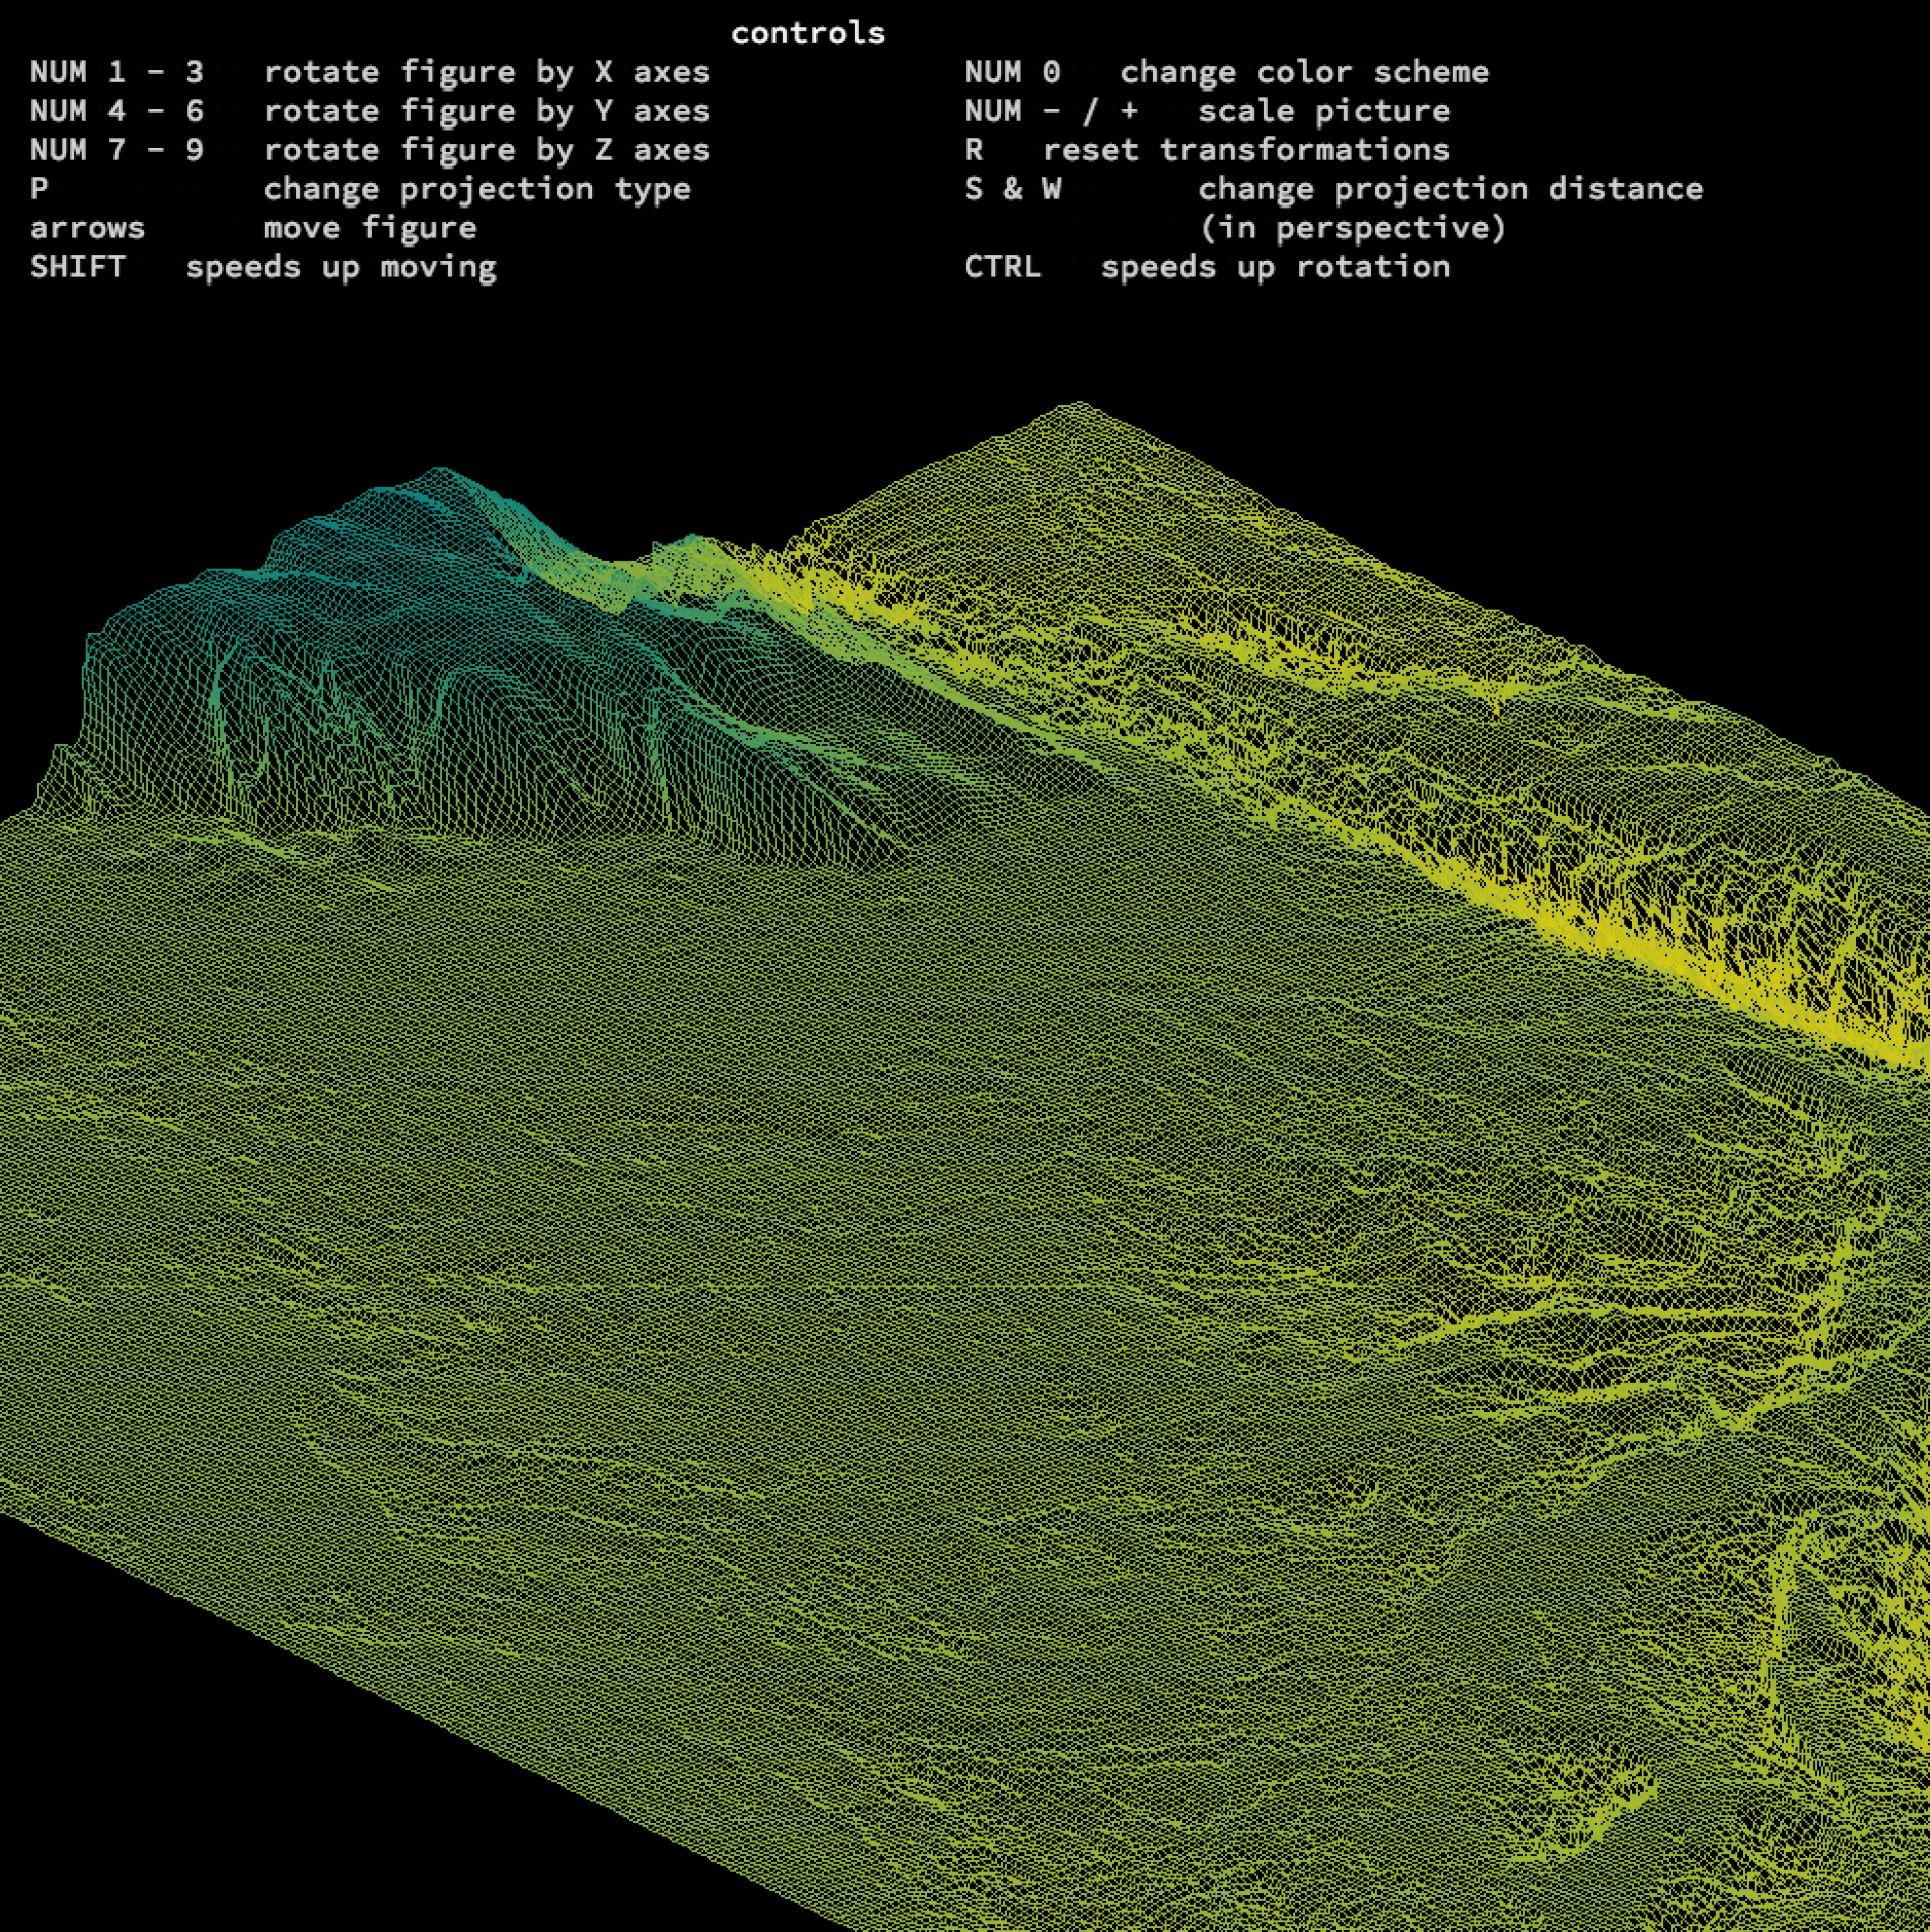 controls
NUM 1 - 3 rotate figure by X axes
NUM 4 - 6 rotate figure by Y axes
NUM 7 - 9 rotate figure by Z axes
P change projection type
arrows move figure
SHIFT speeds up moving
NUM 0 change color scheme
NUM - / + scale picture
R reset transformations
S & W change projection distance
(in perspective)
CTRL speeds up rotation